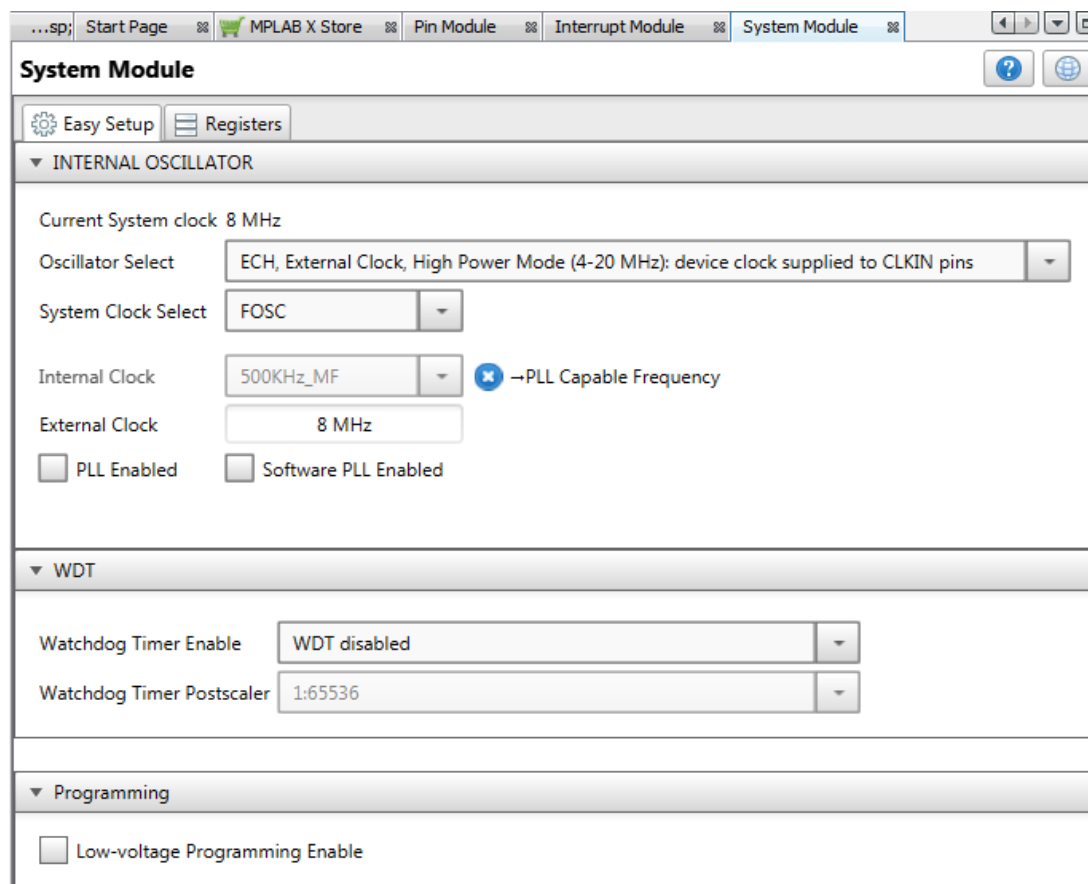 ...sp; Start Page MPLAB X Store Pin Module Interrupt Module System Module
System Module
Easy Setup Registers
INTERNAL OSCILLATOR
Current System clock 8 MHz
Oscillator Select ECH, External Clock, High Power Mode (4-20 MHz): device clock supplied to CLKIN pins
System Clock Select FOSC
Internal Clock 500KHz_MF →PLL Capable Frequency
External Clock 8 MHz
PLL Enabled Software PLL Enabled
WDT
Watchdog Timer Enable WDT disabled
Watchdog Timer Postscaler 1:65536
Programming
Low-voltage Programming Enable